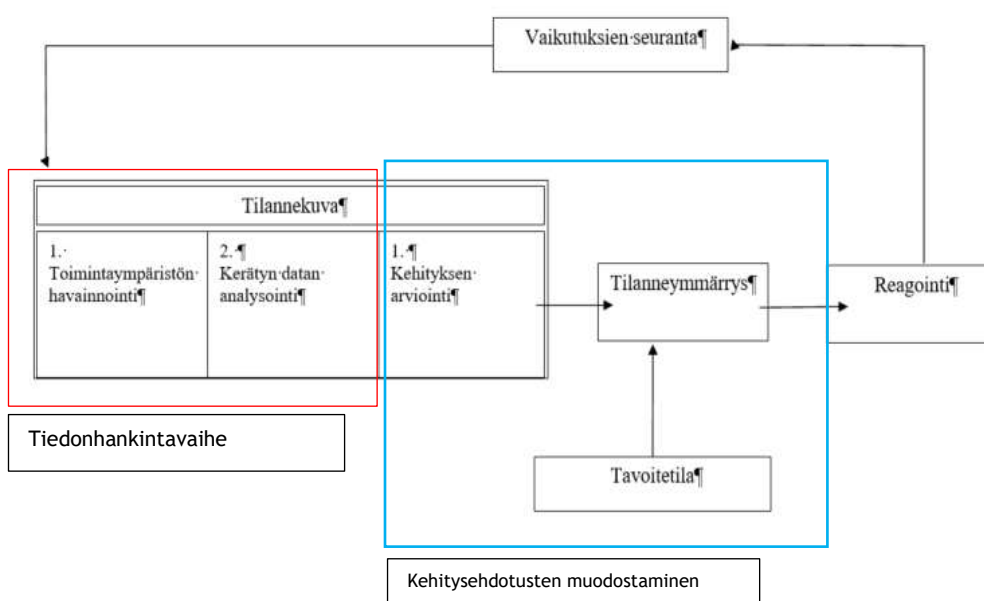 Vaikutuksien·seuranta¶
Tilannekuva¶
1.·
Toimintaympäristön·
havainnointi¶
2.·¶
Kerätyn·datan·
analysointi¶
1.·¶
Kehityksen·
arviointi¶
Tilanneymmärrys¶
Reagointi¶
Tiedonhankintavaihe
Tavoitetila¶
Kehitysehdotusten muodostaminen